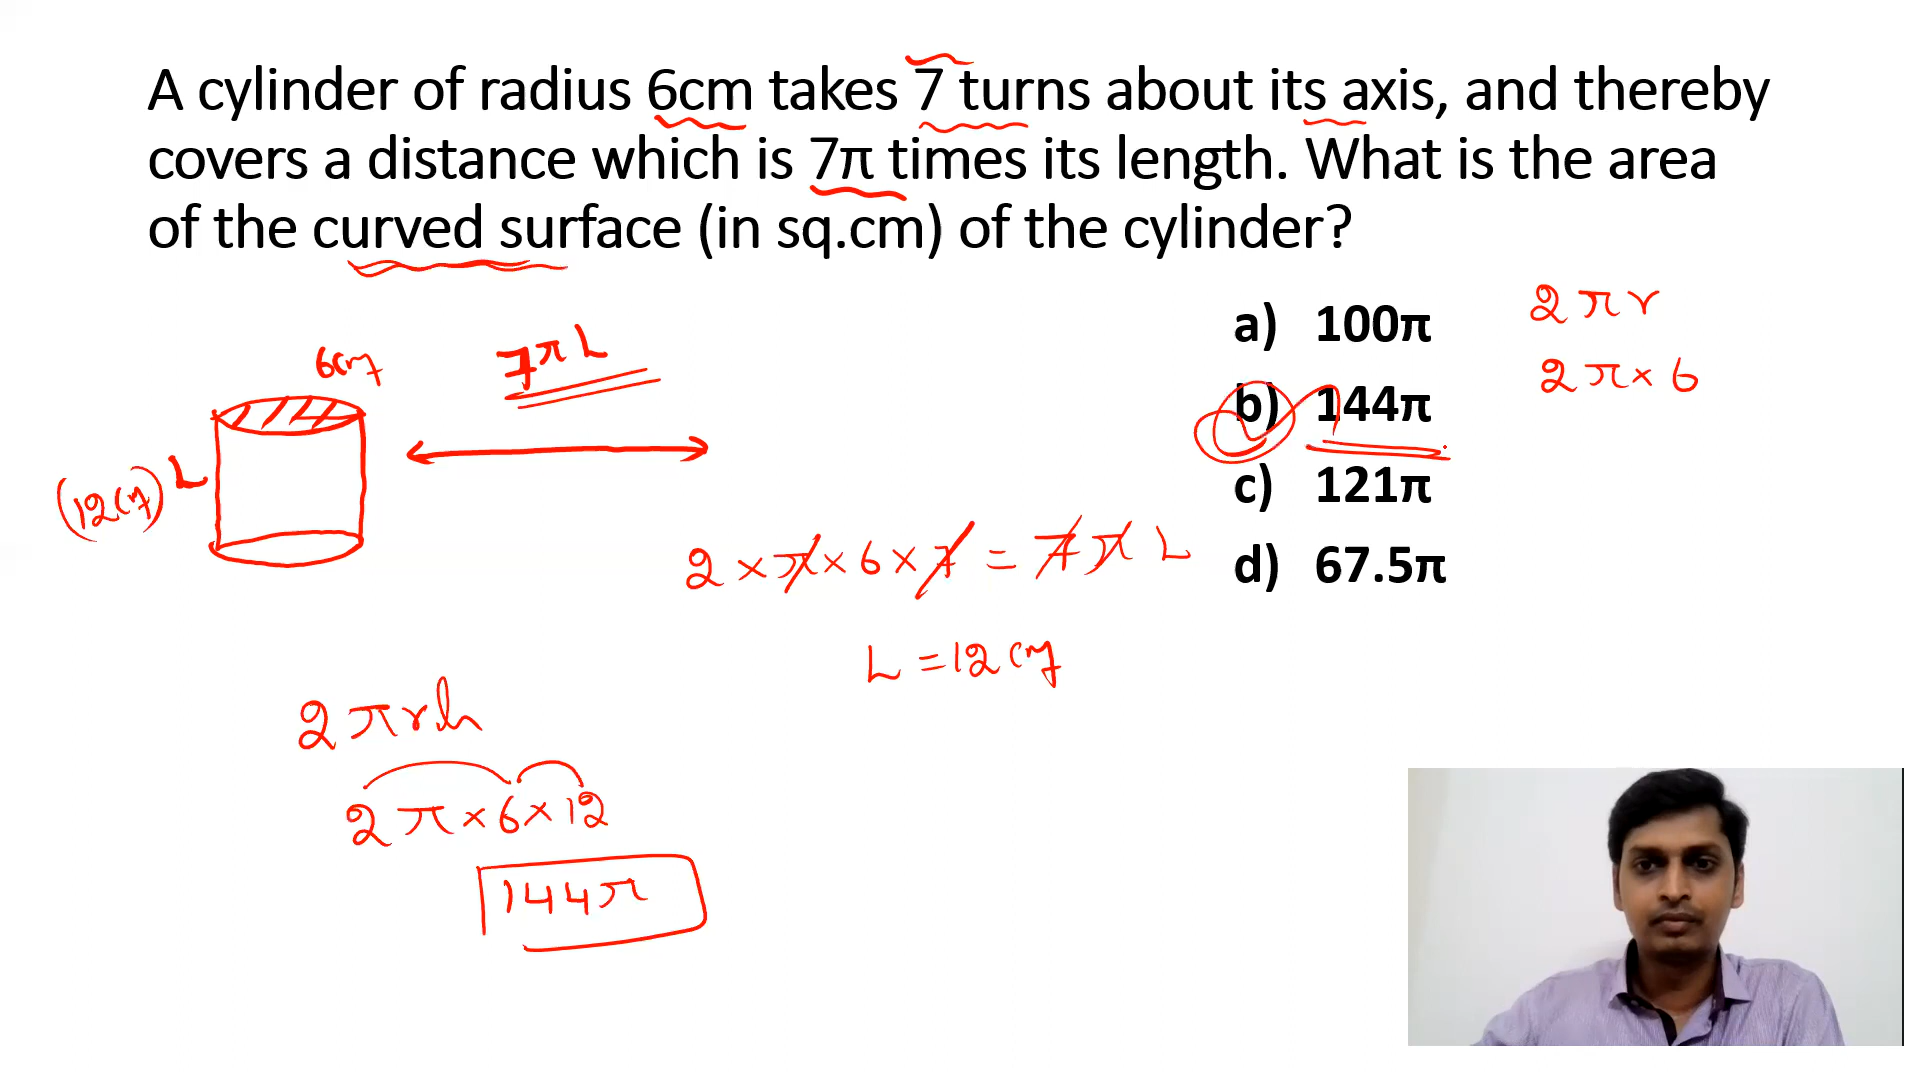 A cylinder of radius 6cm takes 7 turns about its axis, and thereby
covers a distance which is 7π times its length. What is the area
of the curved surface (in sq.cm) of the cylinder?
a) 100π
b) 144π
c) 121π
d) 67.5π
2πr
2π×6
6cm
7πL
(12cm) L
2×π×6×7 = 7πL
L = 12cm
2πrh
2π×6×12
144π